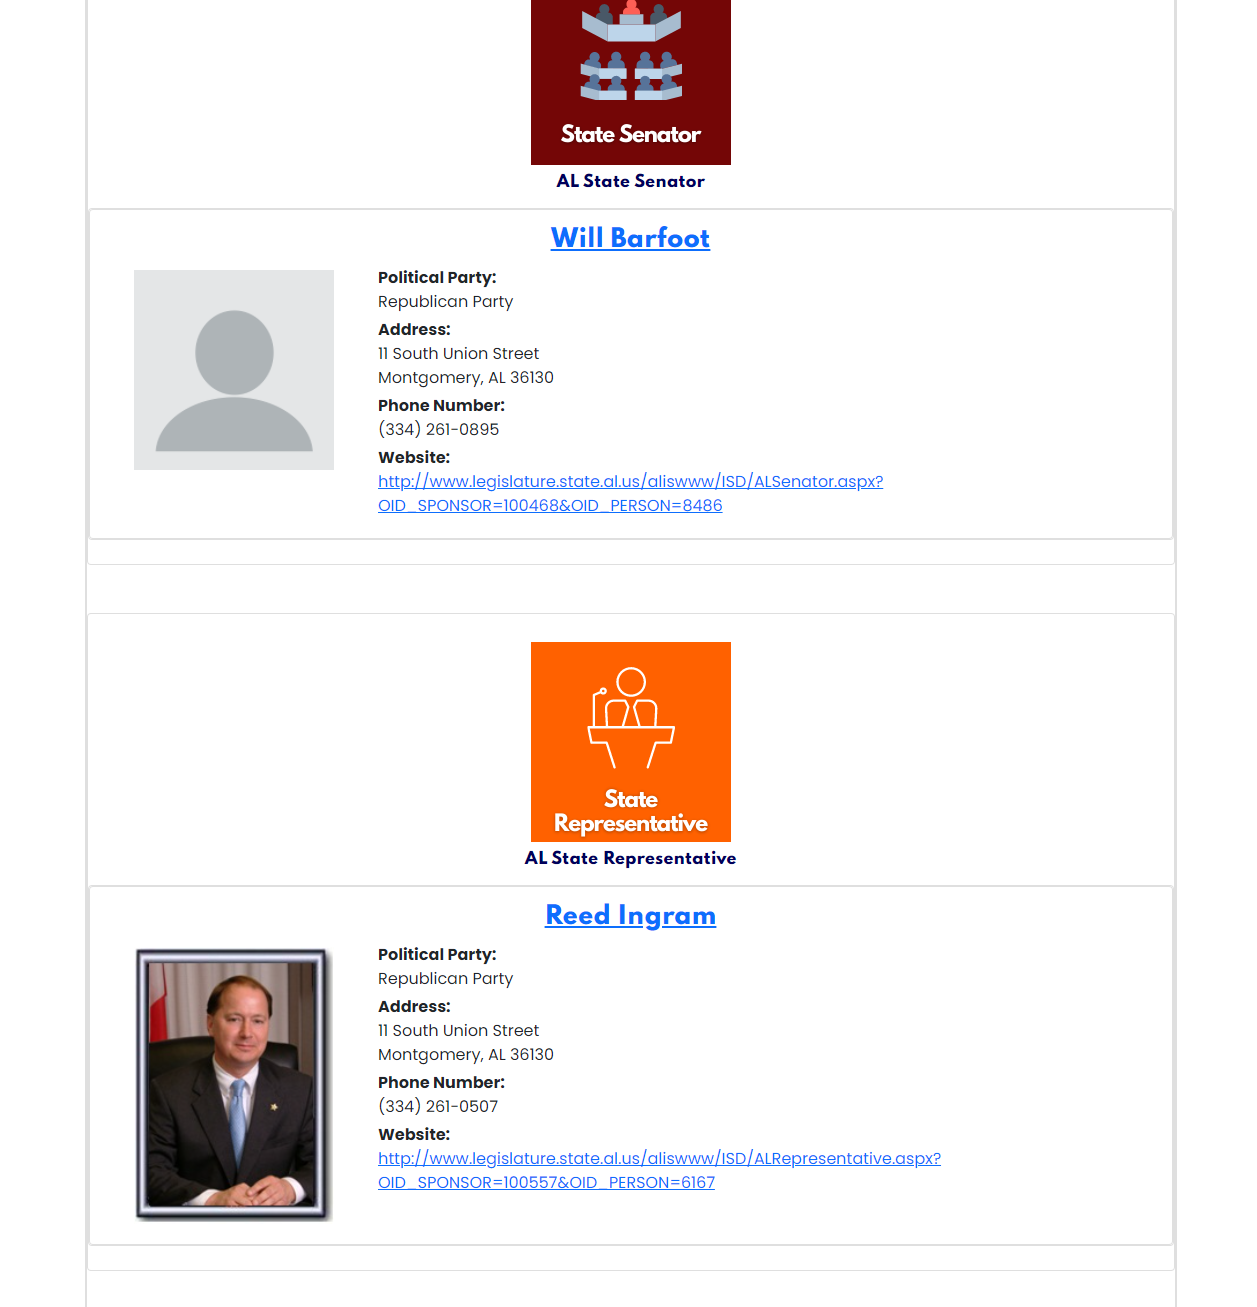 State Senator
AL State Senator
Will Barfoot
Political Party:
Republican Party
Address:
11 South Union Street
Montgomery, AL 36130
Phone Number:
(334) 261-0895
Website:
http://www.legislature.state.al.us/aliswww/ISD/ALSenator.aspx?
OID_SPONSOR=100468&OID_PERSON=8486
State
Representative
AL State Representative
Reed Ingram
Political Party:
Republican Party
Address:
11 South Union Street
Montgomery, AL 36130
Phone Number:
(334) 261-0507
Website:
http://www.legislature.state.al.us/aliswww/ISD/ALRepresentative.aspx?
OID_SPONSOR=100557&OID_PERSON=6167